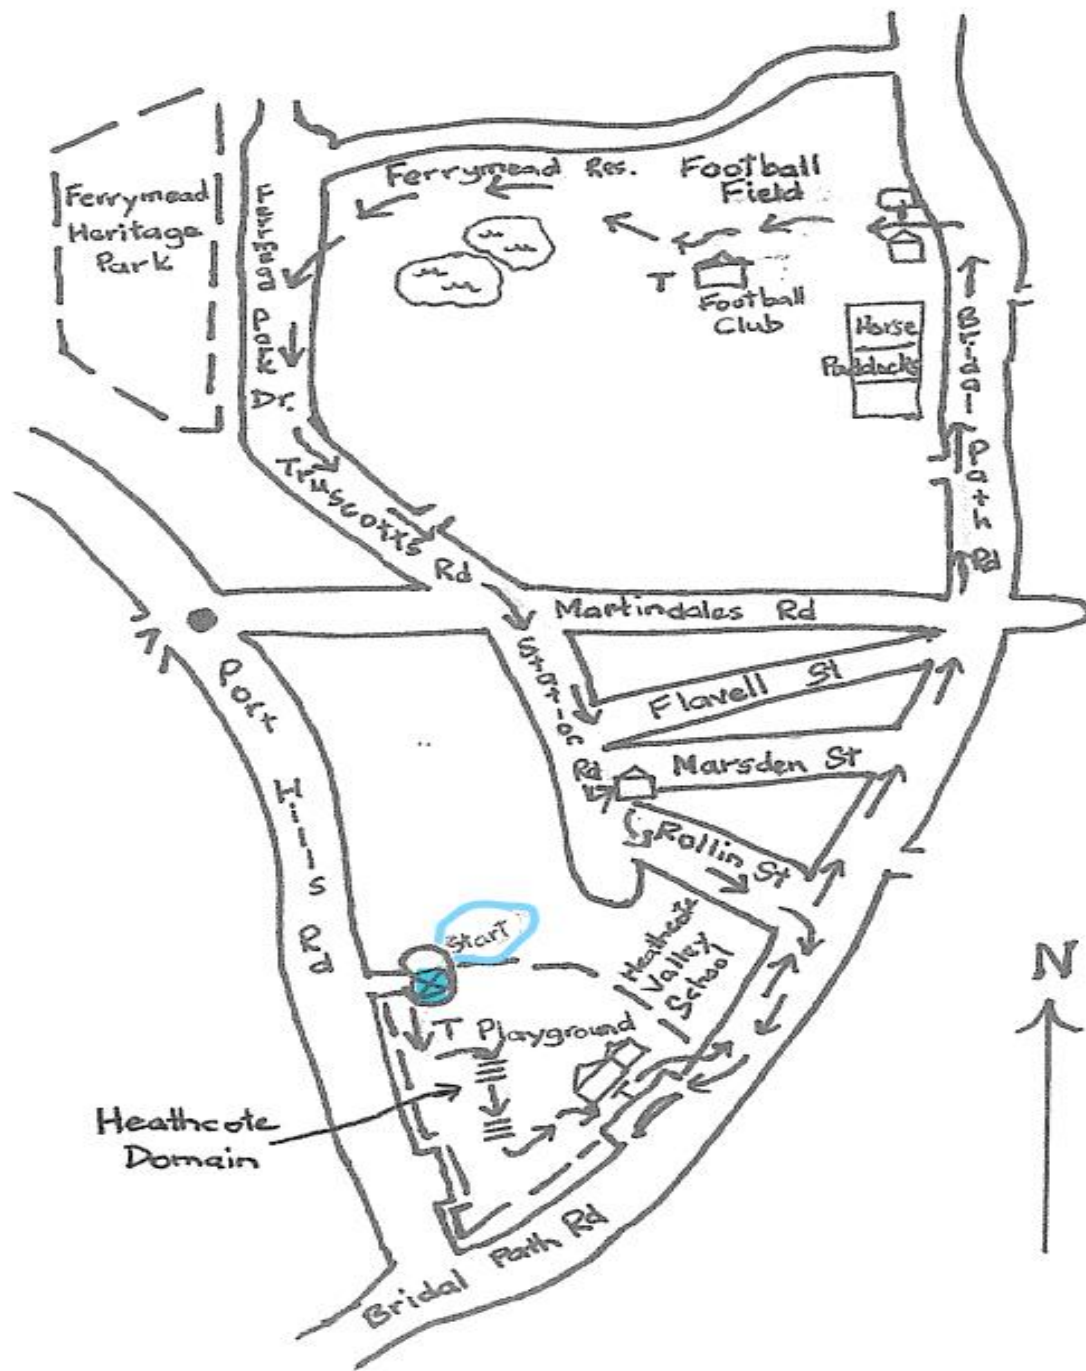 Ferrymead
Heritage
Park
Park
Dr.
Ferrymead Res.
Football
Field
T
Football
Club
Horse
Paddocks
Bridal Path Rd
Truscotts Rd
Martindales Rd
Station Rd
Flavell St
Marsden St
Rollin St
Port Hills Rd
Start
Heathcote
Valley
School
T Playground
T
Heathcote
Domain
Bridal Path Rd
N